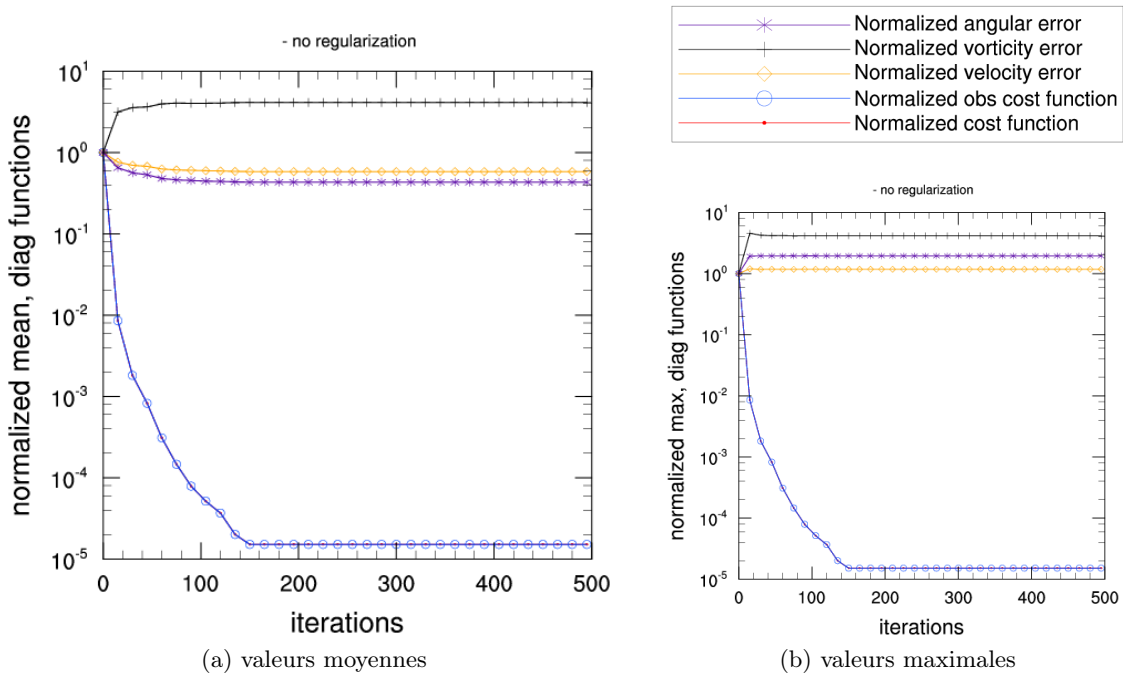 - no regularization
10^1
10^0
10^-1
10^-2
10^-3
10^-4
10^-5
normalized mean, diag functions
0 100 200 300 400 500
iterations
(a) valeurs moyennes
Normalized angular error
Normalized vorticity error
Normalized velocity error
Normalized obs cost function
Normalized cost function
- no regularization
10^1
10^0
10^-1
10^-2
10^-3
10^-4
10^-5
normalized max, diag functions
0 100 200 300 400 500
iterations
(b) valeurs maximales